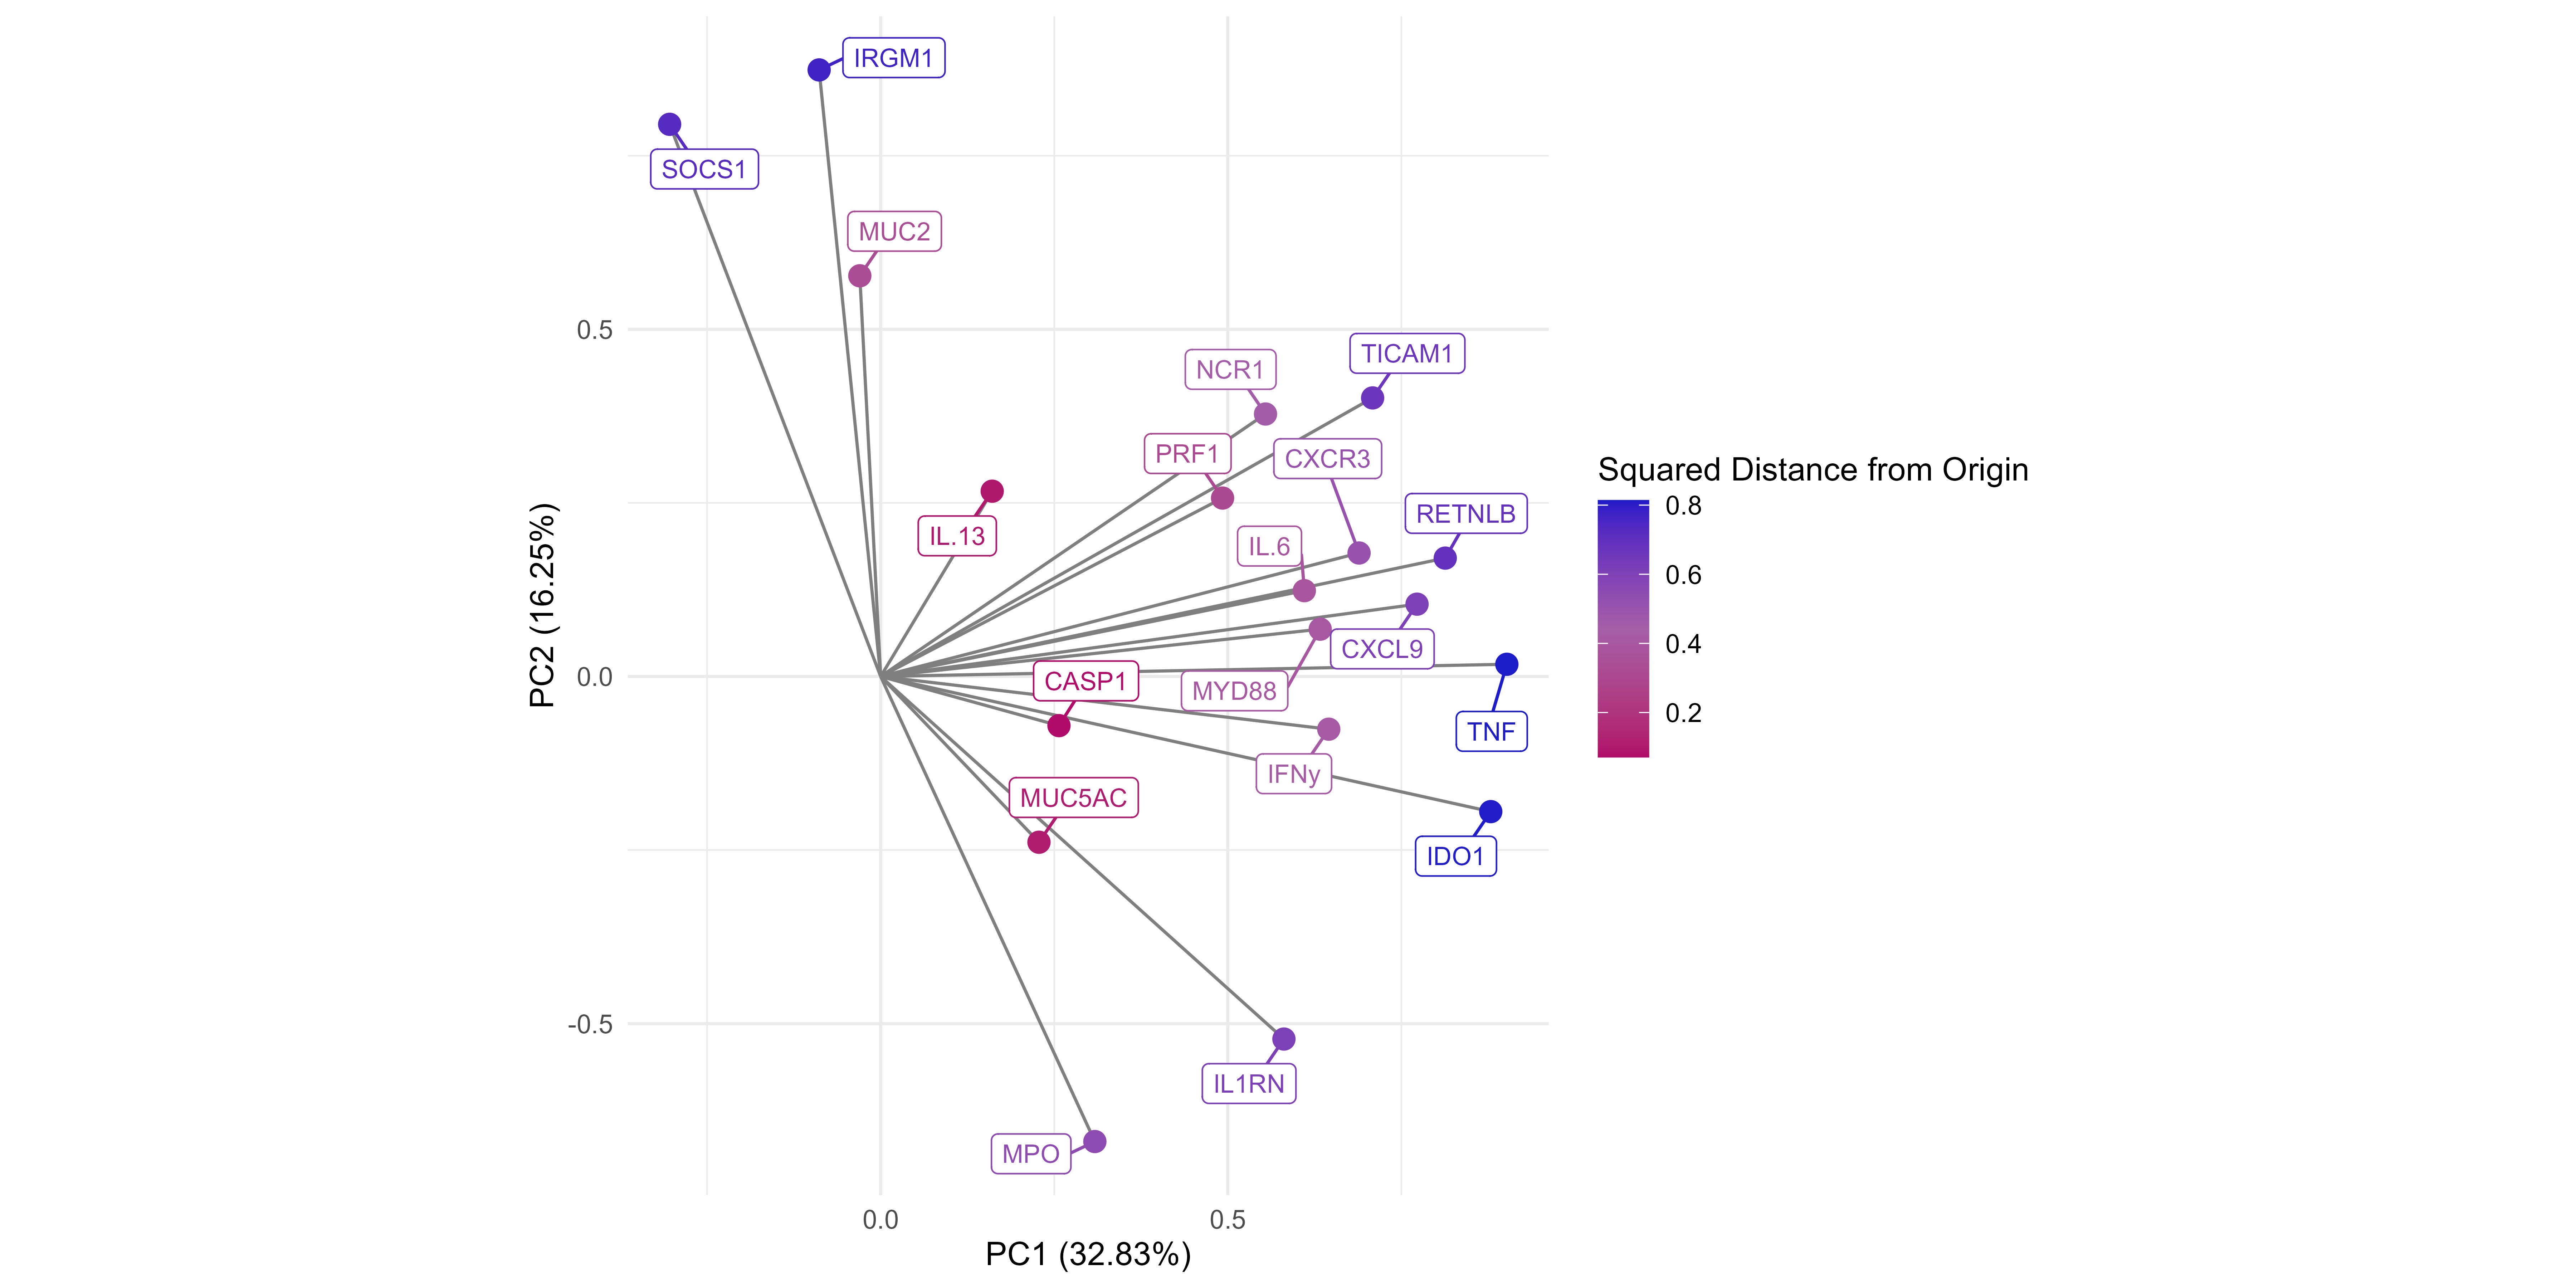 IRGM1
SOCS1
MUC2
TICAM1
NCR1
PRF1
CXCR3
RETNLB
IL.13
IL.6
CXCL9
CASP1
MYD88
TNF
IFNy
MUC5AC
IDO1
IL1RN
MPO
0.5
0.0
-0.5
PC2 (16.25%)
0.0 0.5
PC1 (32.83%)
Squared Distance from Origin
0.8
0.6
0.4
0.2